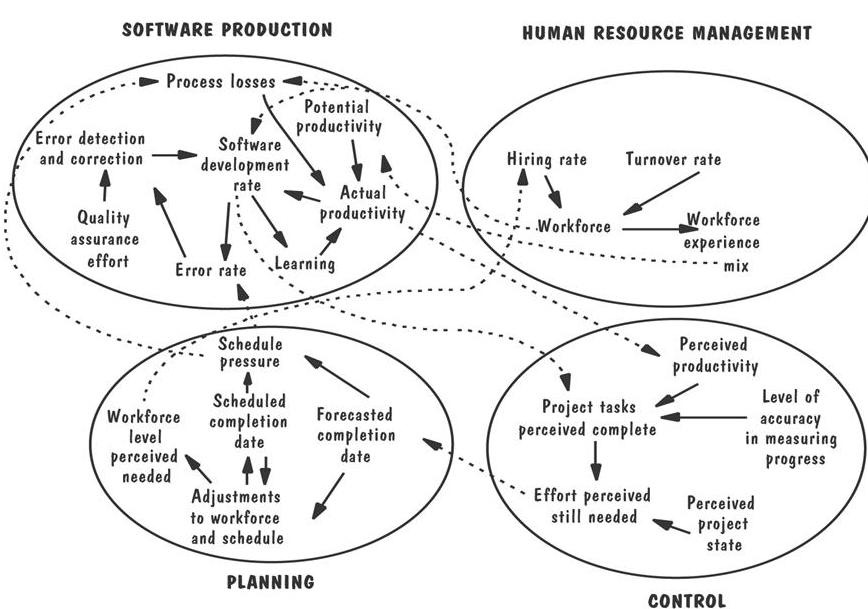 SOFTWARE PRODUCTION
Process losses
Potential
productivity
Error detection
and correction
Software
development
rate
Actual
productivity
Quality
assurance
effort
Error rate
Learning
HUMAN RESOURCE MANAGEMENT
Hiring rate
Turnover rate
Workforce
Workforce
experience
mix
Schedule
pressure
Scheduled
completion
date
Workforce
level
perceived
needed
Forecasted
completion
date
Adjustments
to workforce
and schedule
PLANNING
Perceived
productivity
Project tasks
perceived complete
Level of
accuracy
in measuring
progress
Effort perceived
still needed
Perceived
project
state
CONTROL